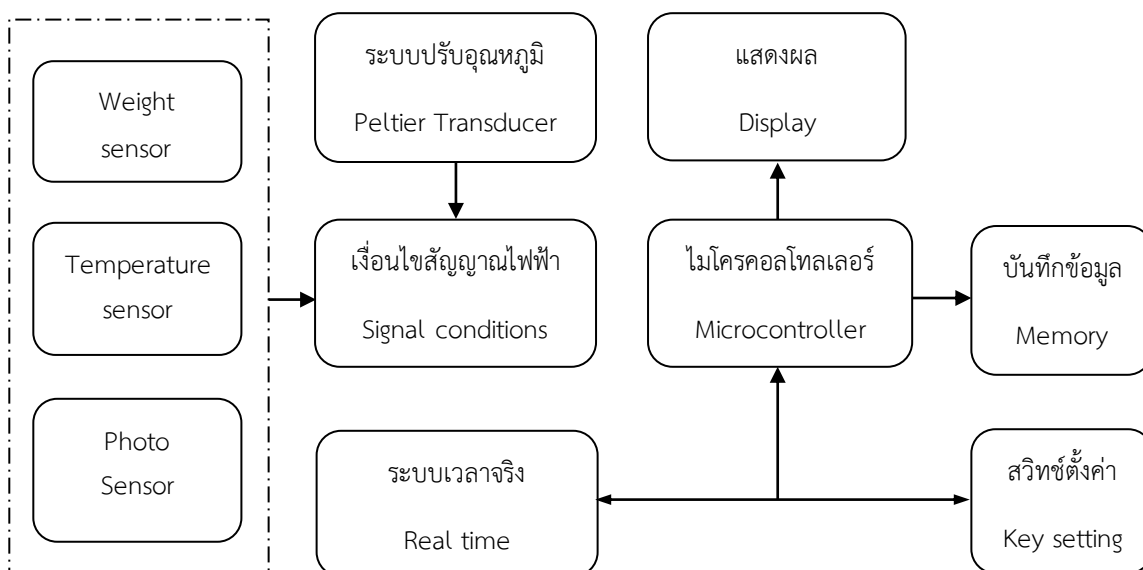 Weight
sensor
Temperature
sensor
Photo
Sensor
ระบบปรับอุณหภูมิ
Peltier Transducer
เงื่อนไขสัญญาณไฟฟ้า
Signal conditions
ระบบเวลาจริง
Real time
แสดงผล
Display
ไมโครคอลโทลเลอร์
Microcontroller
บันทึกข้อมูล
Memory
สวิทช์ตั้งค่า
Key setting